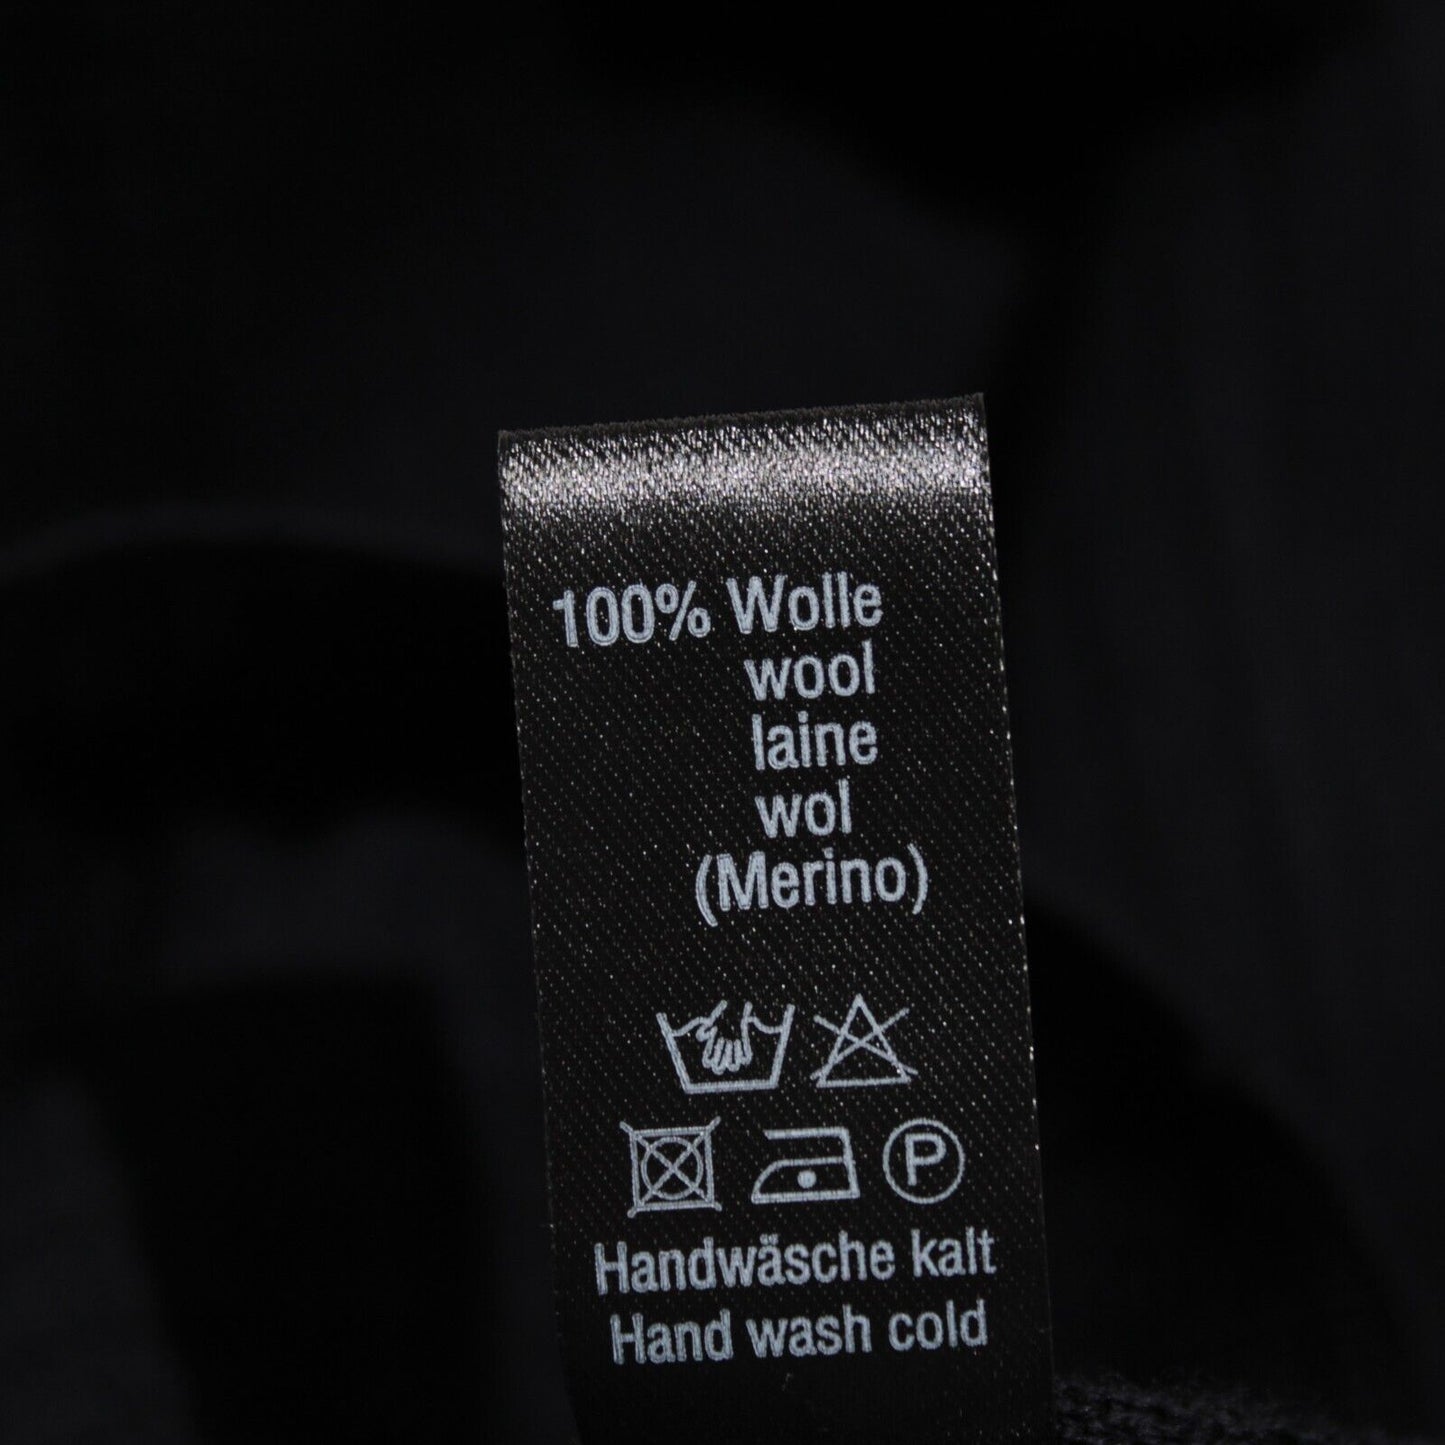 100% Wolle
wool
laine
wol
(Merino)
P
Handwäsche kalt
Hand wash cold